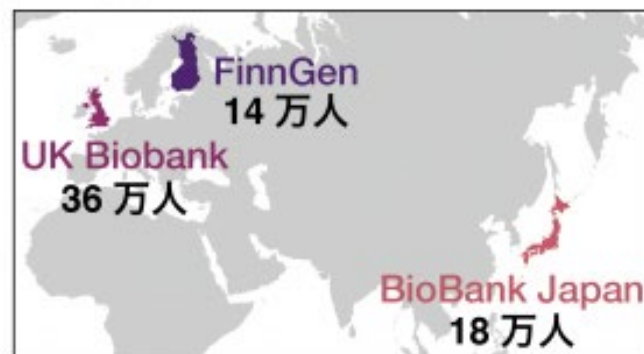 FinnGen
14 万人
UK Biobank
36 万人
BioBank Japan
18 万人